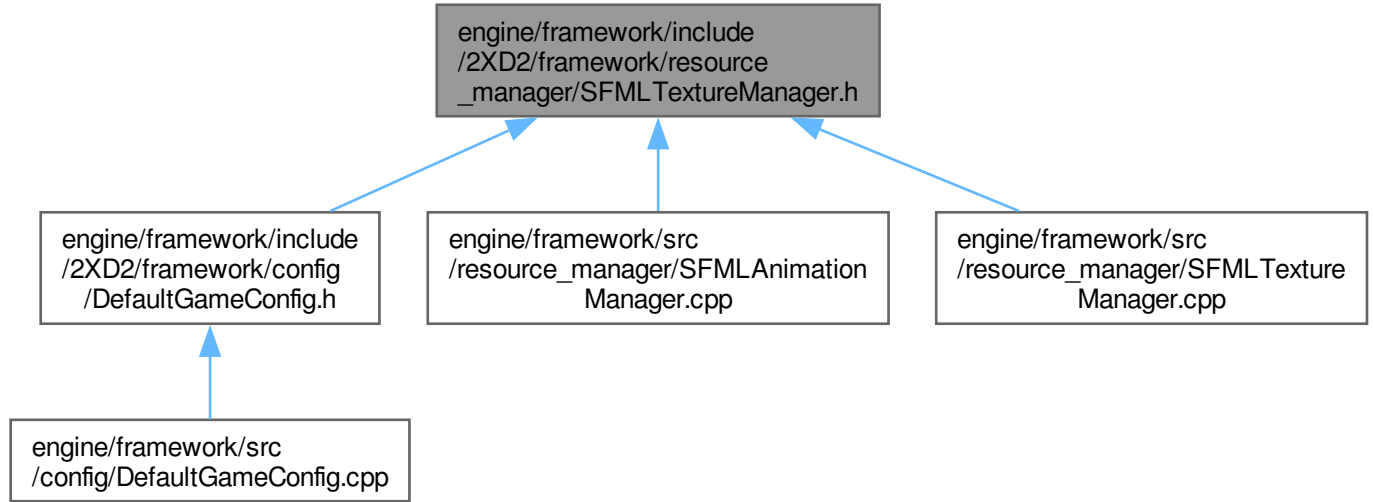 engine/framework/include
/2XD2/framework/resource
_manager/SFMLTextureManager.h
engine/framework/include
/2XD2/framework/config
/DefaultGameConfig.h
engine/framework/src
/resource_manager/SFMLAnimation
Manager.cpp
engine/framework/src
/resource_manager/SFMLTexture
Manager.cpp
engine/framework/src
/config/DefaultGameConfig.cpp